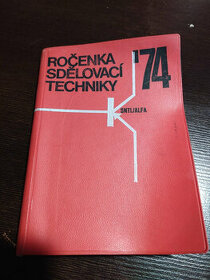 ROČENKA '74
SDĚLOVACÍ
TECHNIKY
SNTL/ALFA